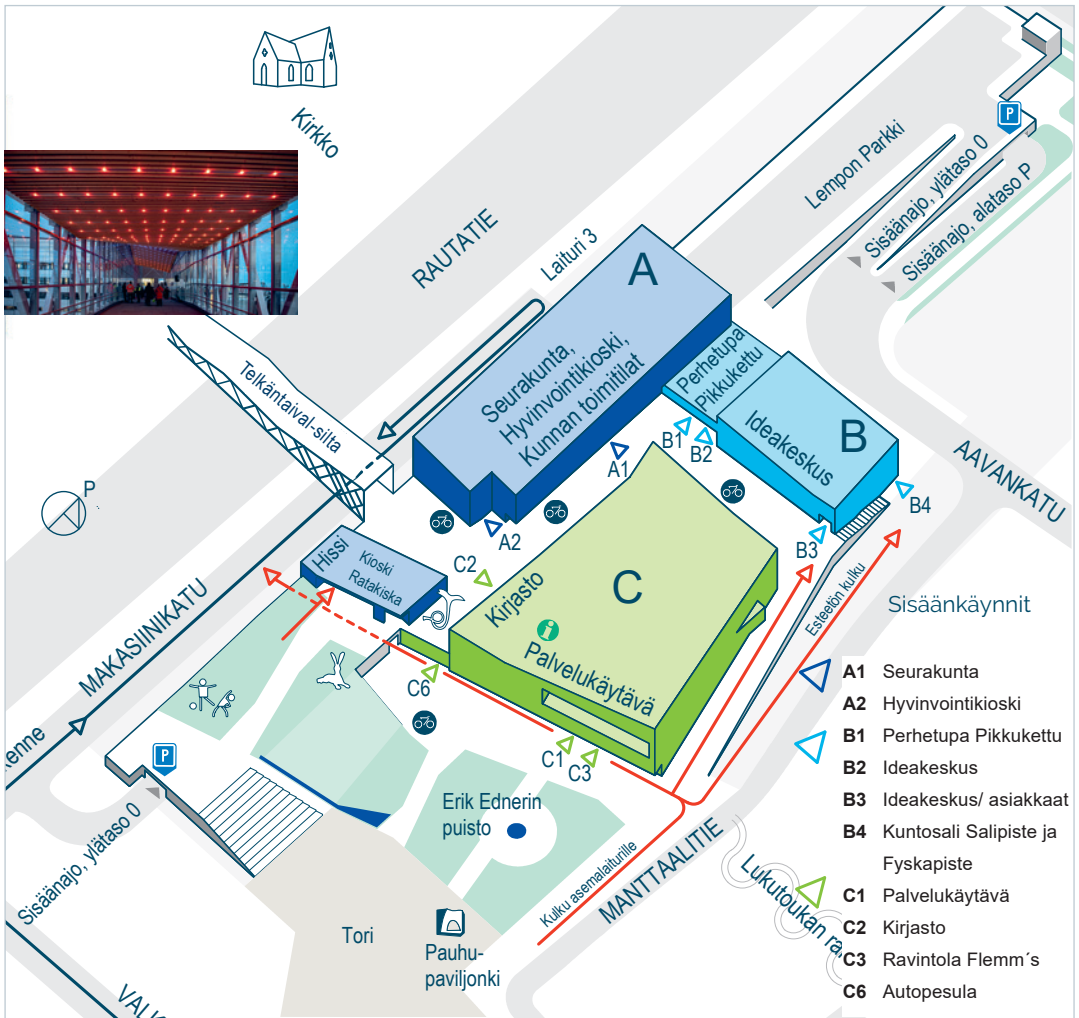 Kirkko
P
Lempon Parkki
Sisäänajo, ylätaso 0
Sisäänajo, alataso P
RAUTATIE
Laituri 3
A
Seurakunta,
Hyvinvointikioski,
Kunnan toimitilat
Perhetupa
Pikkukettu
B
Ideakeskus
Telkäntaival-silta
AAVANKATU
P
B1
B2
A1
B4
A2
B3
Hissi
Kioski
Ratakiska
C2
Kirjasto
C
i
Palvelukäytävä
Esteetön kulku
MAKASIINIKATU
C6
C1
C3
P
Erik Ednerin
puisto
Sisäänajo, ylätaso 0
Kulku asemalaiturille
MANTTAALITIE
Lukutoukan
Tori
Pauhu-
paviljonki
Sisäänkäynnit
A1 Seurakunta
A2 Hyvinvointikioski
B1 Perhetupa Pikkukettu
B2 Ideakeskus
B3 Ideakeskus/ asiakkaat
B4 Kuntosali Salipiste ja
Fyskapiste
C1 Palvelukäytävä
C2 Kirjasto
C3 Ravintola Flemm´s
C6 Autopesula